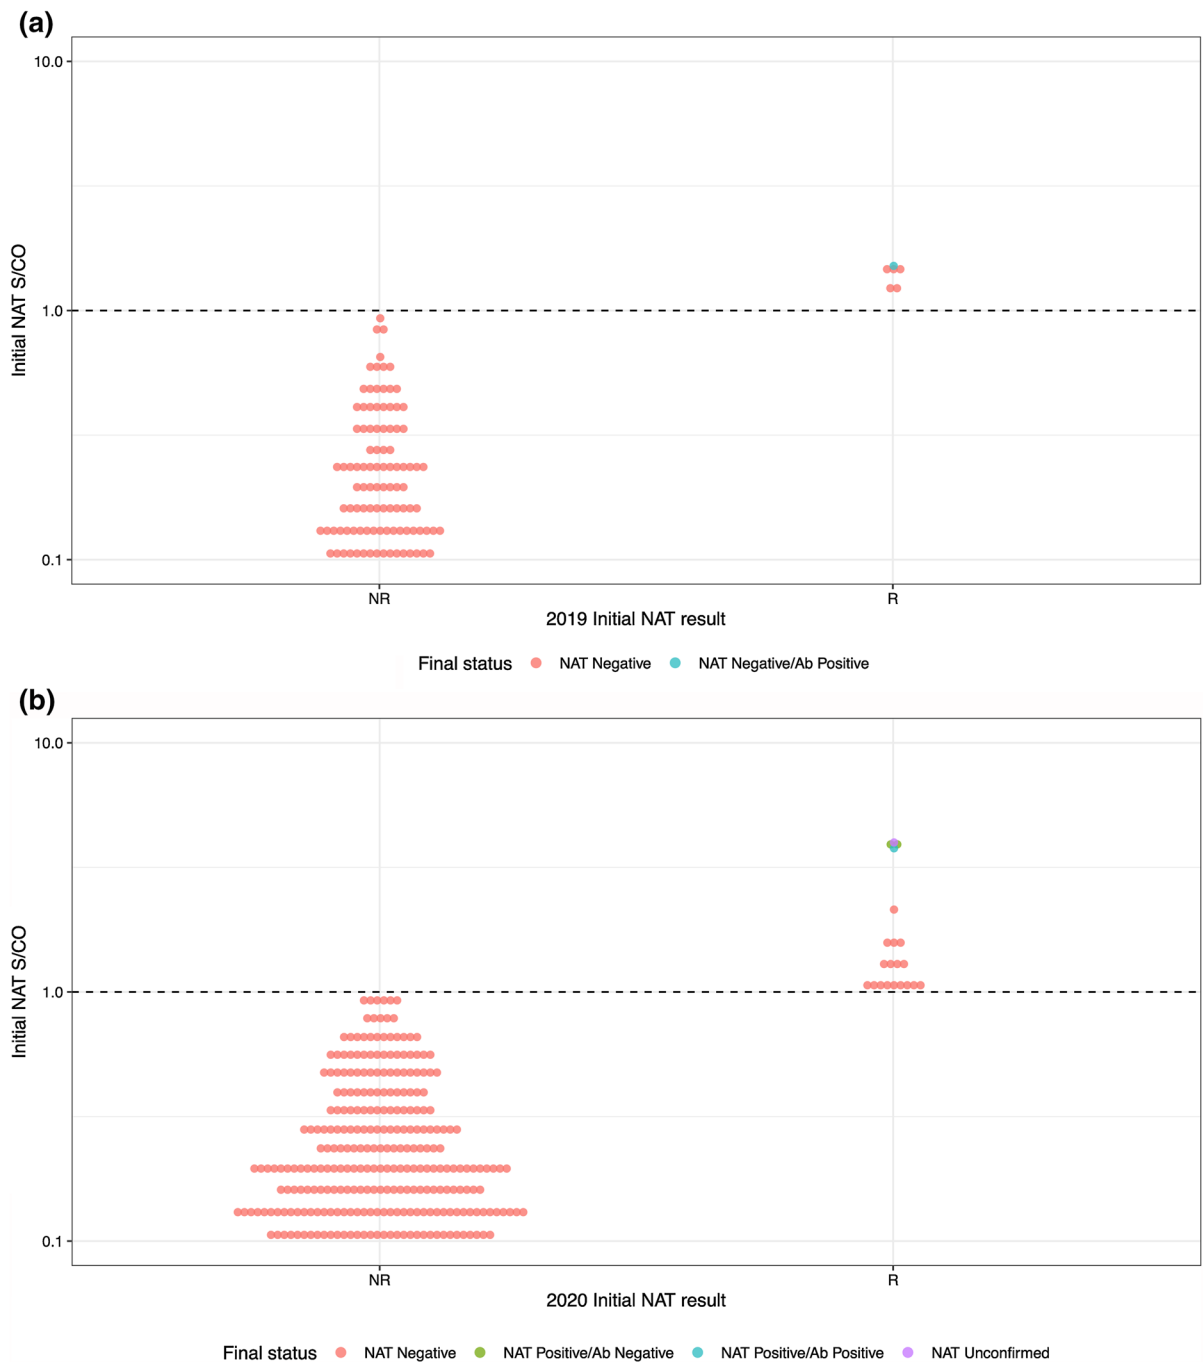 (a)
10.0
1.0
0.1
Initial NAT S/CO
NR
R
2019 Initial NAT result
Final status NAT Negative NAT Negative/Ab Positive
(b)
10.0
1.0
0.1
Initial NAT S/CO
NR
R
2020 Initial NAT result
Final status NAT Negative NAT Positive/Ab Negative NAT Positive/Ab Positive NAT Unconfirmed